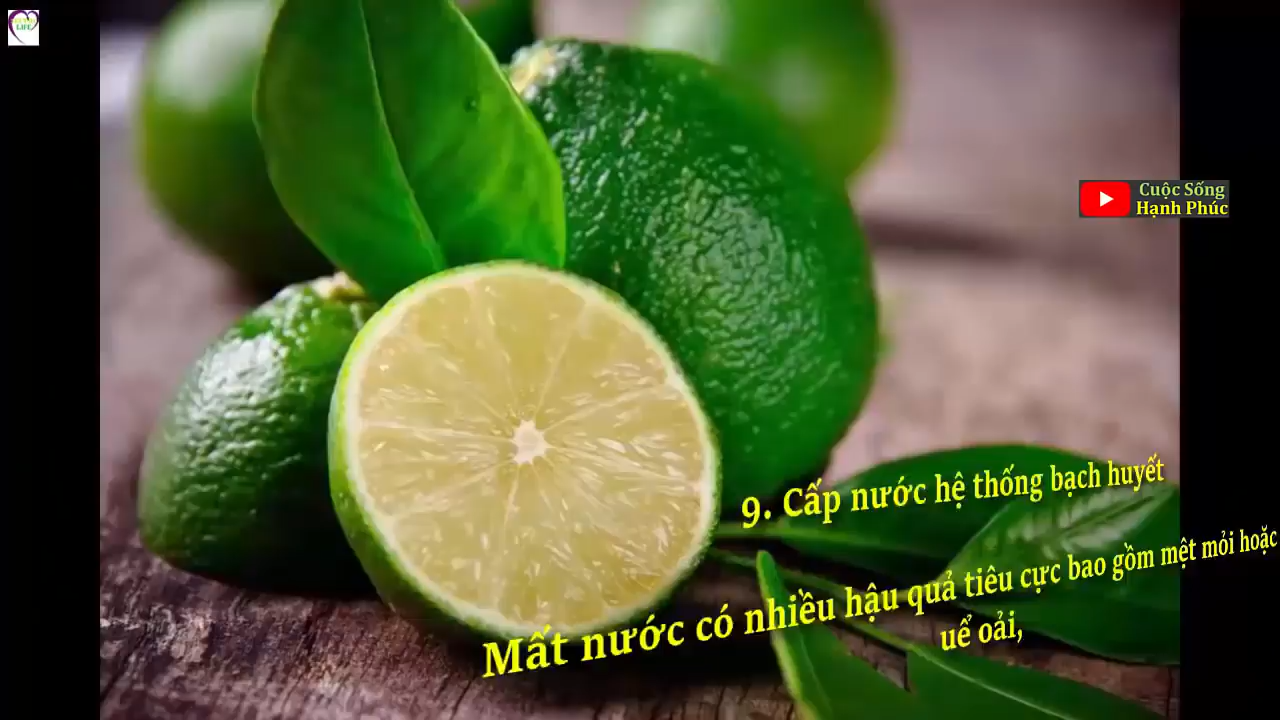 LIFE
Cuộc Sống
Hạnh Phúc
9. Cấp nước hệ thống bạch huyết
Mất nước có nhiều hậu quả tiêu cực bao gồm mệt mỏi hoặc
uể oải,